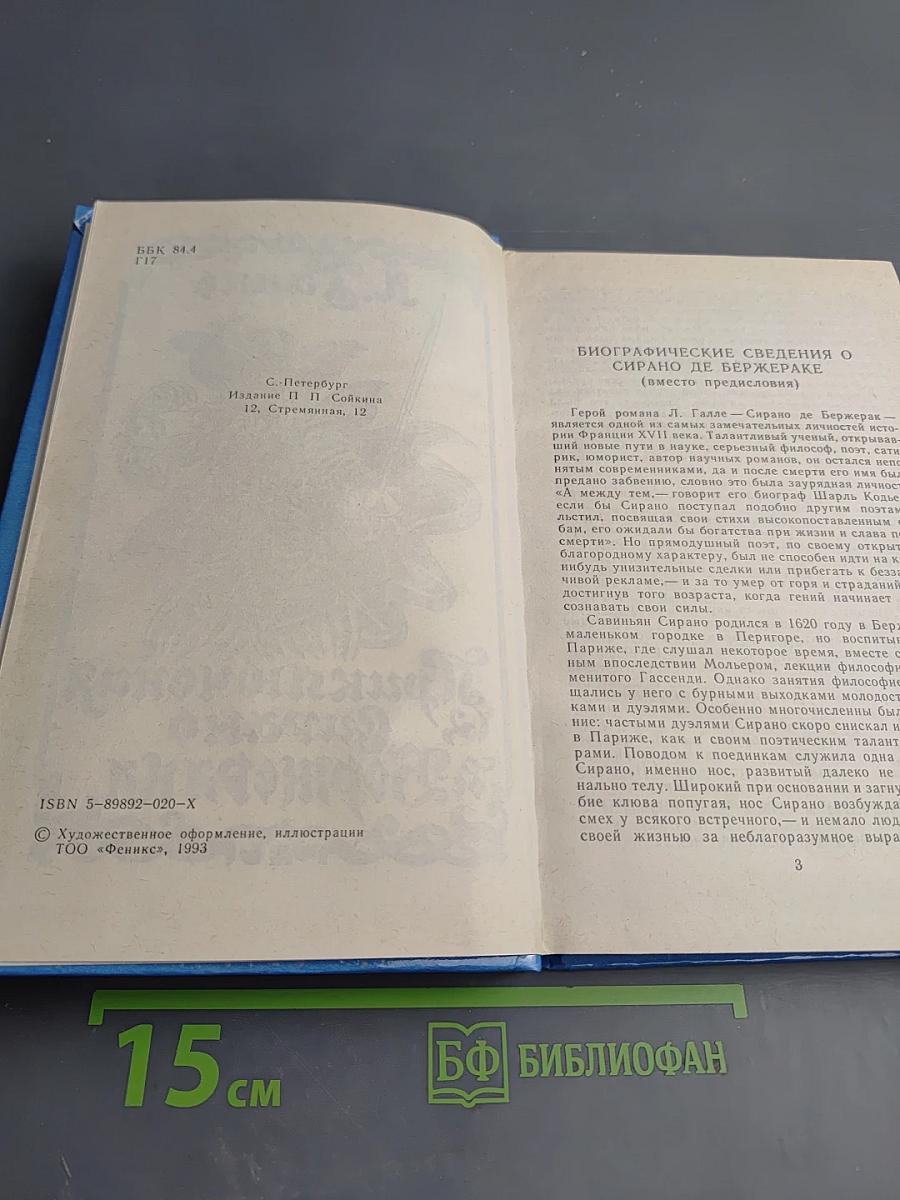 ББК 84.4
Г17
С.-Петербург
Издание П П Сойкина
12, Стремянная, 12
ISBN 5-89892-020-X
© Художественное оформление, иллюстрации
ТОО «Феникс», 1993
БИОГРАФИЧЕСКИЕ СВЕДЕНИЯ О
СИРАНО ДЕ БЕРЖЕРАКЕ
(вместо предисловия)
Герой романа Л. Галле — Сирано де Бержерак —
является одной из самых замечательных личностей исто-
рии Франции XVII века. Талантливый ученый, открывав-
ший новые пути в науке, серьезный философ, поэт, сати-
рик, юморист, автор научных романов, он остался непо
нятым современниками, да и после смерти его имя был
предано забвению, словно это была заурядная личност
«А между тем,— говорит его биограф Шарль Кодье
если бы Сирано поступал подобно другим поэтам
льстил, посвящая свои стихи высокопоставленным
бам, его ожидали бы богатства при жизни и слава по
смерти». Но прямодушный поэт, по своему открыт
благородному характеру, был не способен идти на к
нибудь унизительные сделки или прибегать к безза
чивой рекламе,— и за то умер от горя и страданий
достигнув того возраста, когда гений начинает
сознавать свои силы.
Савиньян Сирано родился в 1620 году в Берж
маленьком городке в Перигоре, но воспитыв
Париже, где слушал некоторое время, вместе с
ным впоследствии Мольером, лекции философи
менитого Гассенди. Однако занятия философие
щались у него с бурными выходками молодост
ками и дуэлями. Особенно многочисленны был
ние: частыми дуэлями Сирано скоро снискал и
в Париже, как и своим поэтическим талант
рами. Поводом к поединкам служила одна
Сирано, именно нос, развитый далеко не
нально телу. Широкий при основании и загну
бие клюва попугая, нос Сирано возбужда
смех у всякого встречного,— и немало люд
своей жизнью за неблагоразумное выра
3
15 см
БФ БИБЛИОФАН